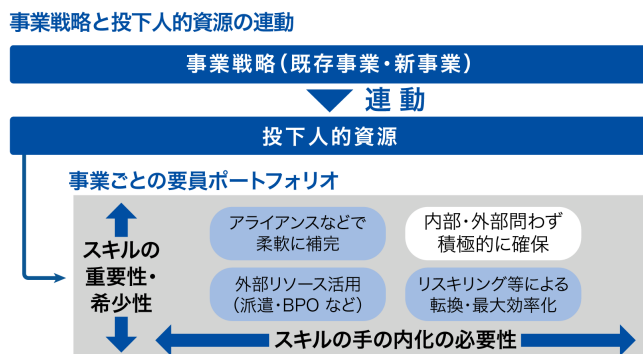 事業戦略と投下人的資源の連動
事業戦略（既存事業・新事業）
連動
投下人的資源
事業ごとの要員ポートフォリオ
スキルの
重要性・
希少性
アライアンスなどで
柔軟に補完
内部・外部問わず
積極的に確保
外部リソース活用
（派遣・BPO など）
リスキリング等による
転換・最大効率化
スキルの手の内化の必要性